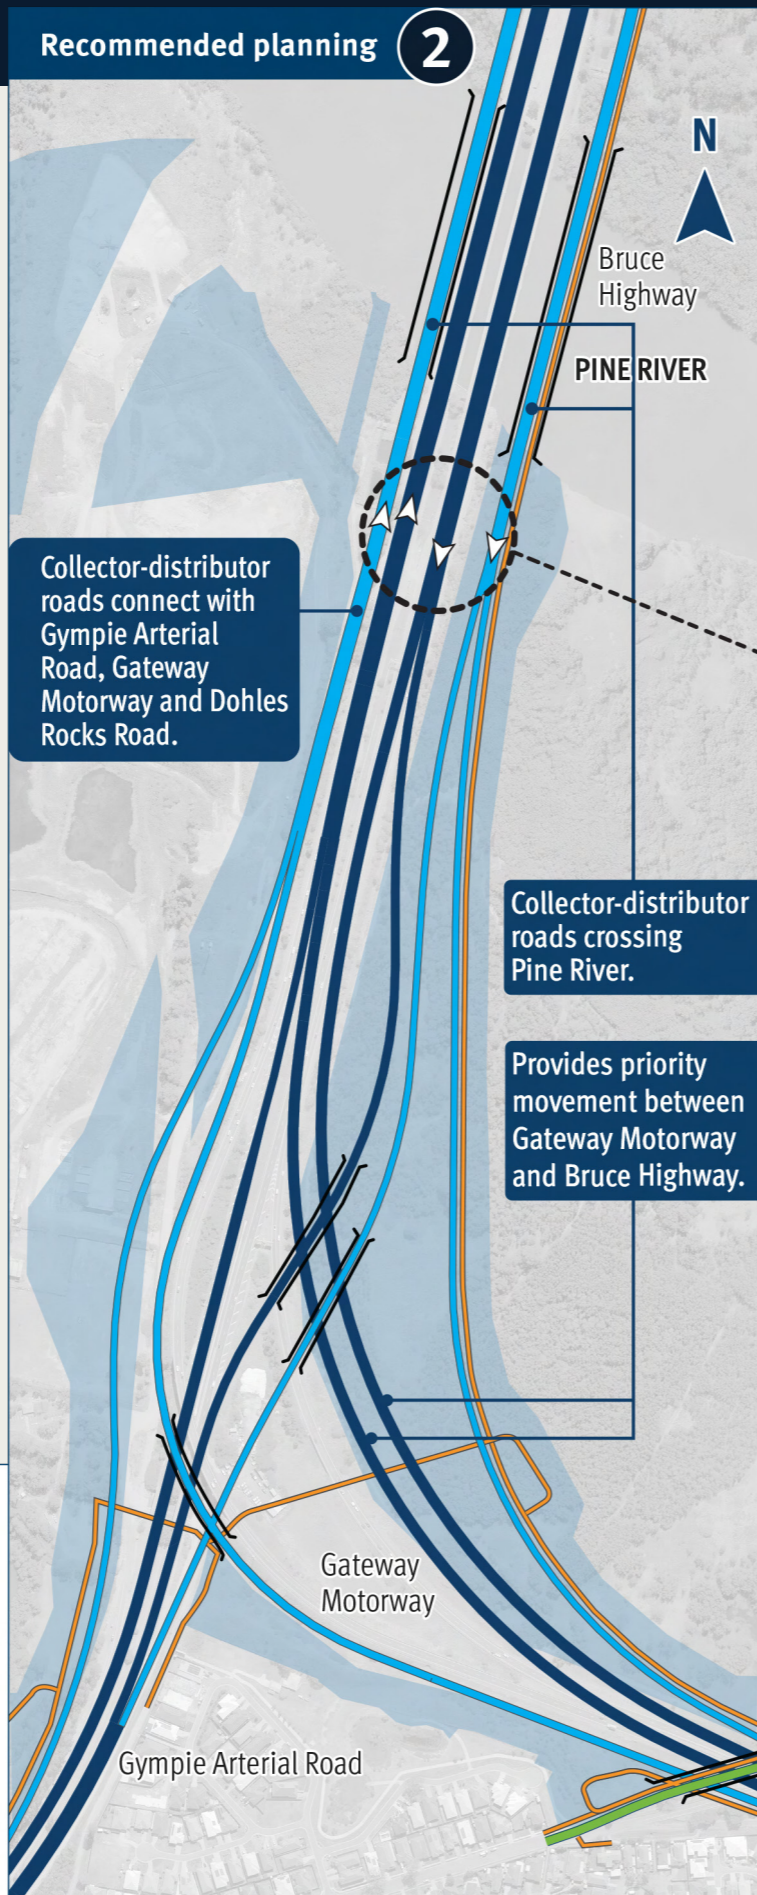 Recommended planning 2
N
Bruce
Highway
PINE RIVER
Collector-distributor
roads connect with
Gympie Arterial
Road, Gateway
Motorway and Dohles
Rocks Road.
Collector-distributor
roads crossing
Pine River.
Provides priority
movement between
Gateway Motorway
and Bruce Highway.
Gateway
Motorway
Gympie Arterial Road